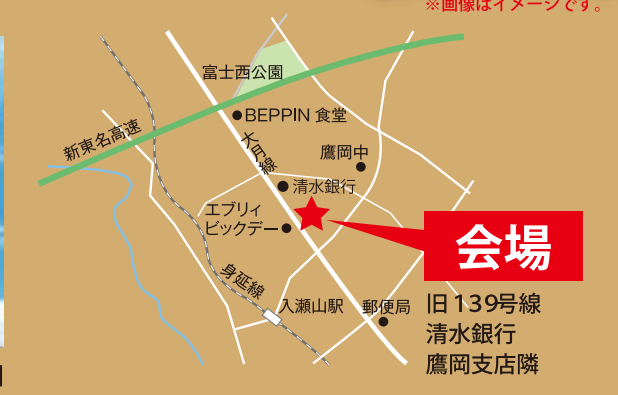 ※画像はイメージです。
富士西公園
BEPPIN 食堂
新東名高速
大月線
鷹岡中
清水銀行
エブリィ
ビックデー
会場
身延線
入瀬山駅
郵便局
旧139号線
清水銀行
鷹岡支店隣